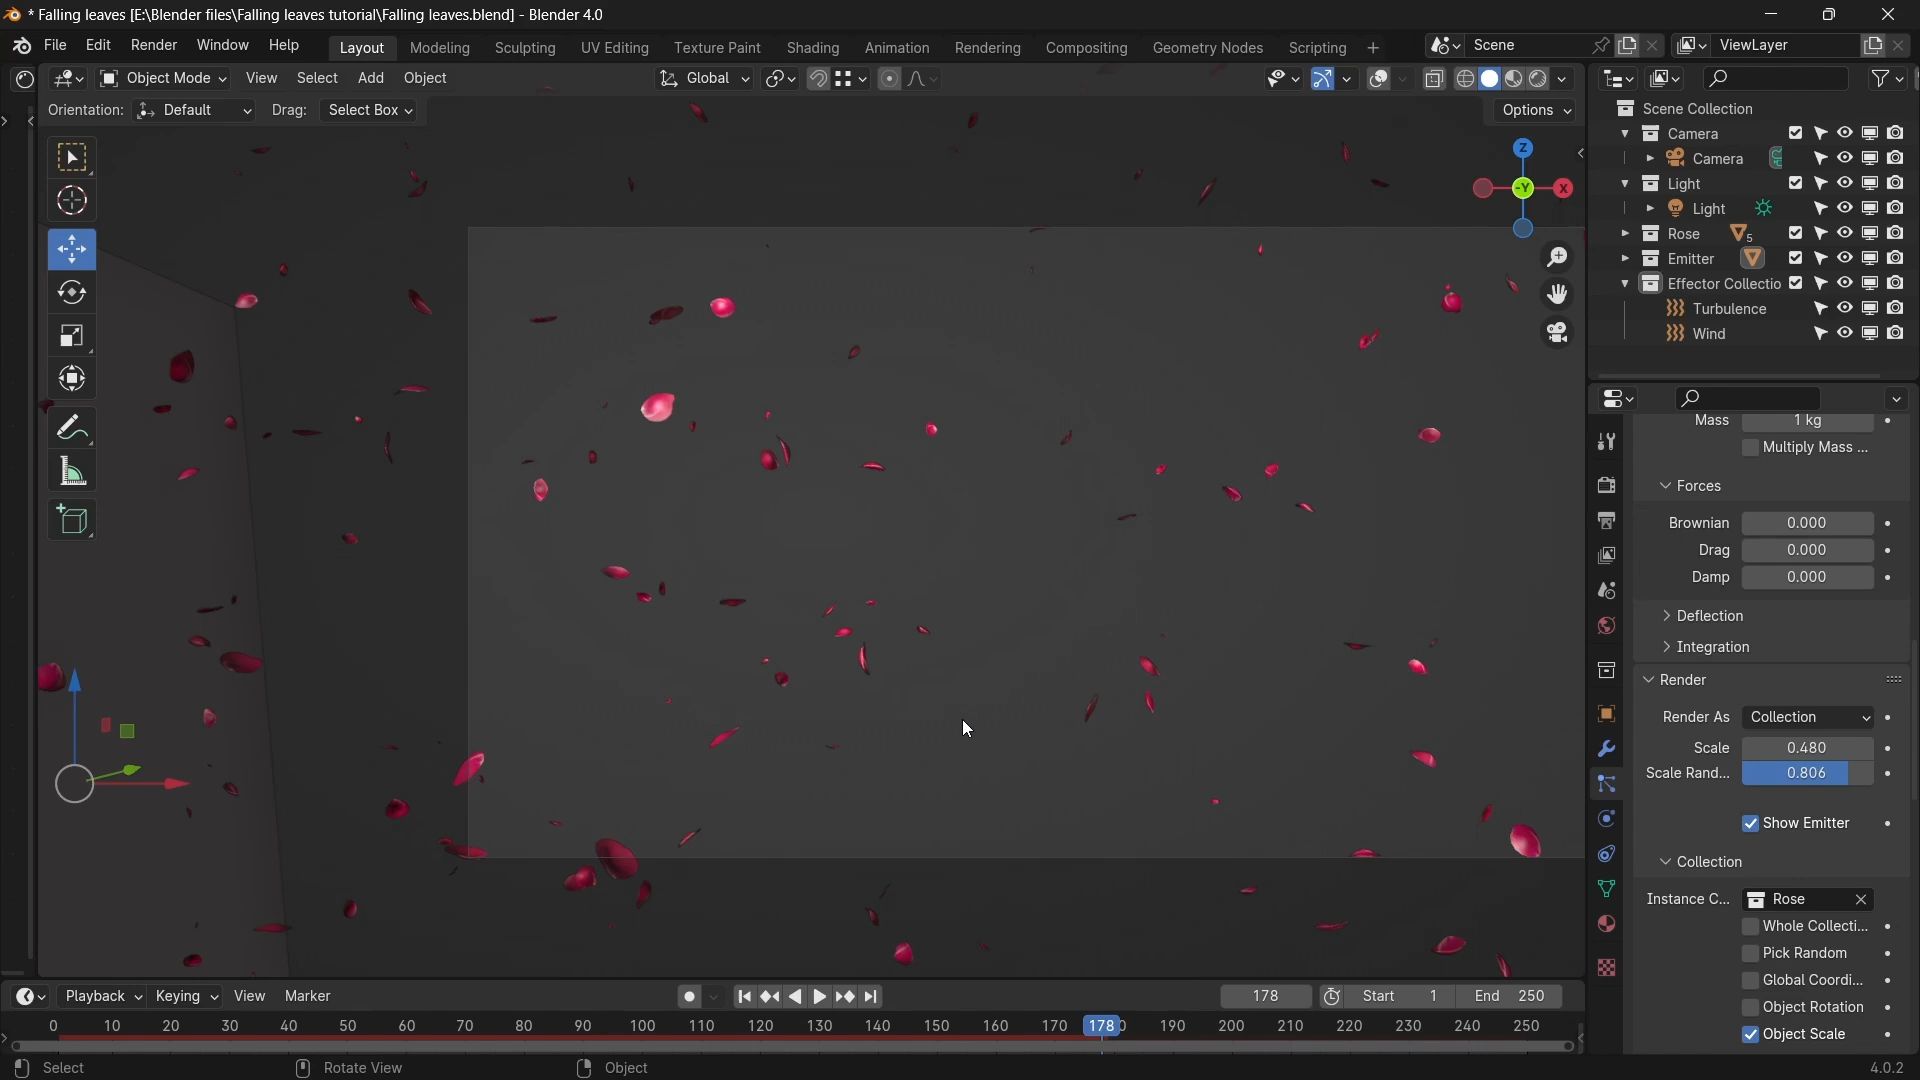 * Falling leaves [E:\Blender files\Falling leaves tutorial\Falling leaves.blend] - Blender 4.0
File Edit Render Window Help Layout Modeling Sculpting UV Editing Texture Paint Shading Animation Rendering Compositing Geometry Nodes Scripting + Scene ViewLayer
Object Mode View Select Add Object Global
Orientation: Default Drag: Select Box Options
Z
-Y X
Scene Collection
Camera
Camera
Light
Light
Rose 5
Emitter
Effector Collectio
Turbulence
Wind
Mass 1 kg
Multiply Mass ...
Forces
Brownian 0.000
Drag 0.000
Damp 0.000
Deflection
Integration
Render
Render As Collection
Scale 0.480
Scale Rand... 0.806
Show Emitter
Collection
Instance C... Rose
Whole Collecti...
Pick Random
Global Coordi...
Object Rotation
Object Scale
Playback Keying View Marker 178 Start 1 End 250
0 10 20 30 40 50 60 70 80 90 100 110 120 130 140 150 160 170 178 190 200 210 220 230 240 250
Select Rotate View Object 4.0.2